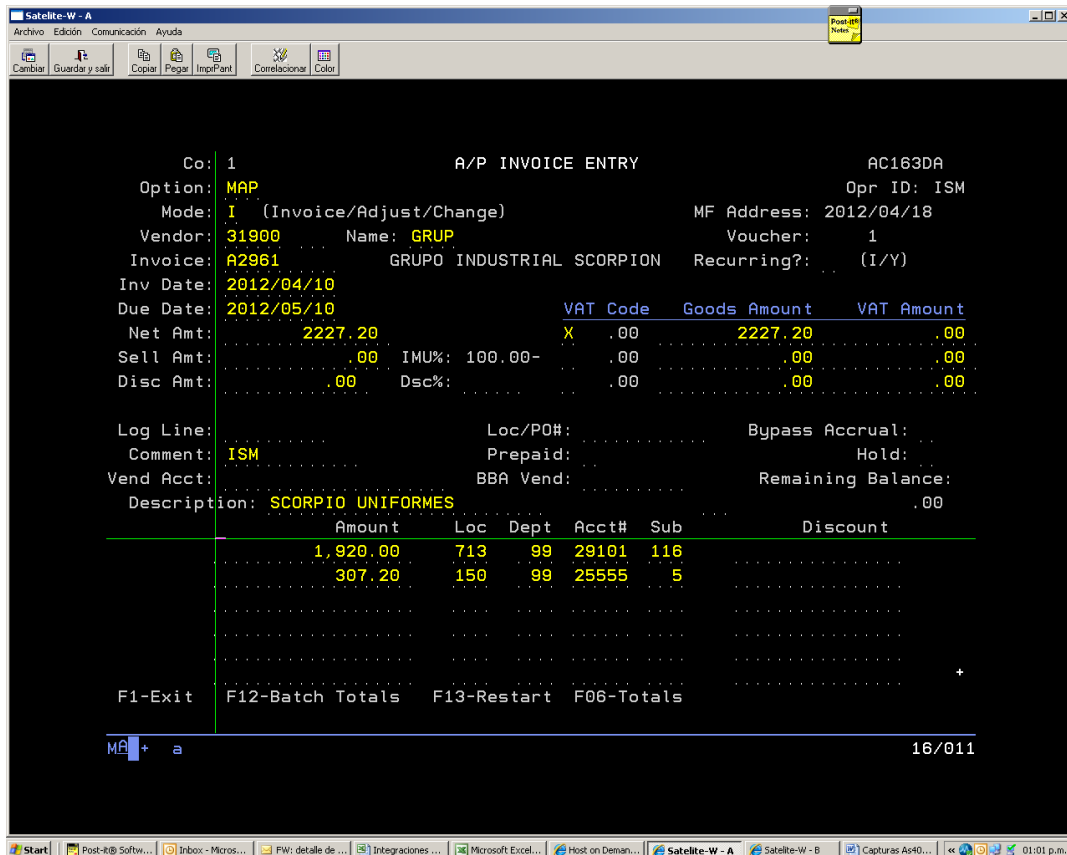 Satelite-W - A
Post-it®
Notes
Archivo Edición Comunicación Ayuda
Cambiar Guardar y salir Copiar Pegar ImprPant Correlacionar Color
Co: 1 A/P INVOICE ENTRY AC163DA
Option: MAP Opr ID: ISM
Mode: I (Invoice/Adjust/Change) MF Address: 2012/04/18
Vendor: 31900 Name: GRUP Voucher: 1
Invoice: A2961 GRUPO INDUSTRIAL SCORPION Recurring?: (I/Y)
Inv Date: 2012/04/10
Due Date: 2012/05/10 VAT Code Goods Amount VAT Amount
Net Amt: 2227.20 X .00 2227.20 .00
Sell Amt: .00 IMU%: 100.00- .00 .00 .00
Disc Amt: .00 Dsc%: .00 .00 .00
Log Line: Loc/PO#: Bypass Accrual:
Comment: ISM Prepaid: Hold:
Vend Acct: BBA Vend: Remaining Balance:
Description: SCORPIO UNIFORMES .00
Amount Loc Dept Acct# Sub Discount
1,920.00 713 99 29101 116
307.20 150 99 25555 5
+
F1-Exit F12-Batch Totals F13-Restart F06-Totals
MA + a 16/011
Start Post-it® Softw... Inbox - Micros... FW: detalle de ... Integraciones ... Microsoft Excel... Host on Deman... Satelite-W - A Satelite-W - B Capturas As40... « 01:01 p.m.